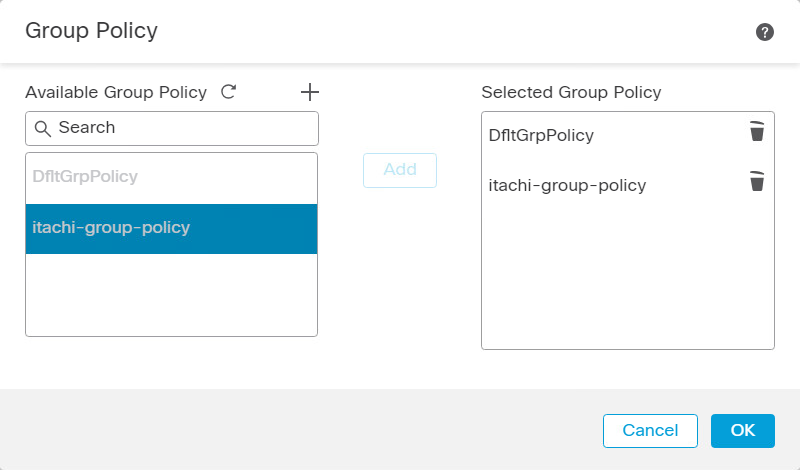 Group Policy
?
Available Group Policy
Selected Group Policy
Search
DfltGrpPolicy
itachi-group-policy
Add
DfltGrpPolicy
itachi-group-policy
Cancel
OK